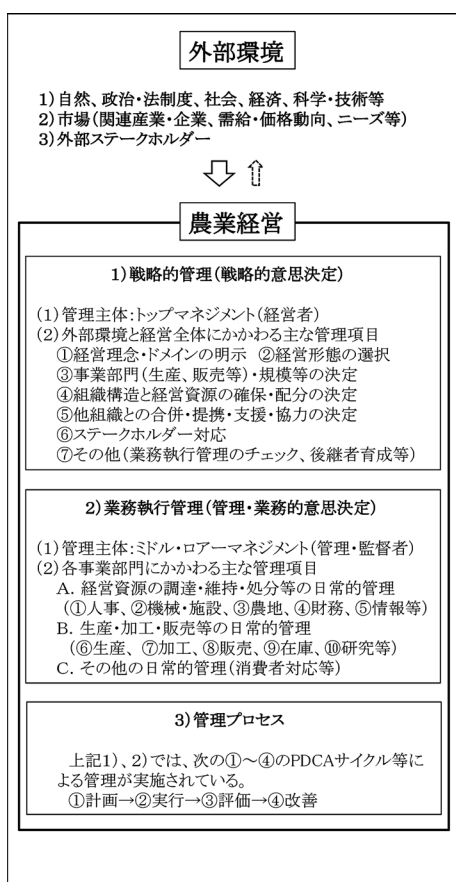 外部環境
1)自然、政治・法制度、社会、経済、科学・技術等
2)市場(関連産業・企業、需給・価格動向、ニーズ等)
3)外部ステークホルダー
農業経営
1)戦略的管理(戦略的意思決定)
(1)管理主体:トップマネジメント(経営者)
(2)外部環境と経営全体にかかわる主な管理項目
①経営理念・ドメインの明示 ②経営形態の選択
③事業部門(生産、販売等)・規模等の決定
④組織構造と経営資源の確保・配分の決定
⑤他組織との合併・提携・支援・協力の決定
⑥ステークホルダー対応
⑦その他(業務執行管理のチェック、後継者育成等)
2)業務執行管理(管理・業務的意思決定)
(1)管理主体:ミドル・ロアーマネジメント(管理・監督者)
(2)各事業部門にかかわる主な管理項目
A. 経営資源の調達・維持・処分等の日常的管理
(①人事、②機械・施設、③農地、④財務、⑤情報等)
B. 生産・加工・販売等の日常的管理
(⑥生産、⑦加工、⑧販売、⑨在庫、⑩研究等)
C. その他の日常的管理(消費者対応等)
3)管理プロセス
上記1)、2)では、次の①~④のPDCAサイクル等に
よる管理が実施されている。
①計画→②実行→③評価→④改善